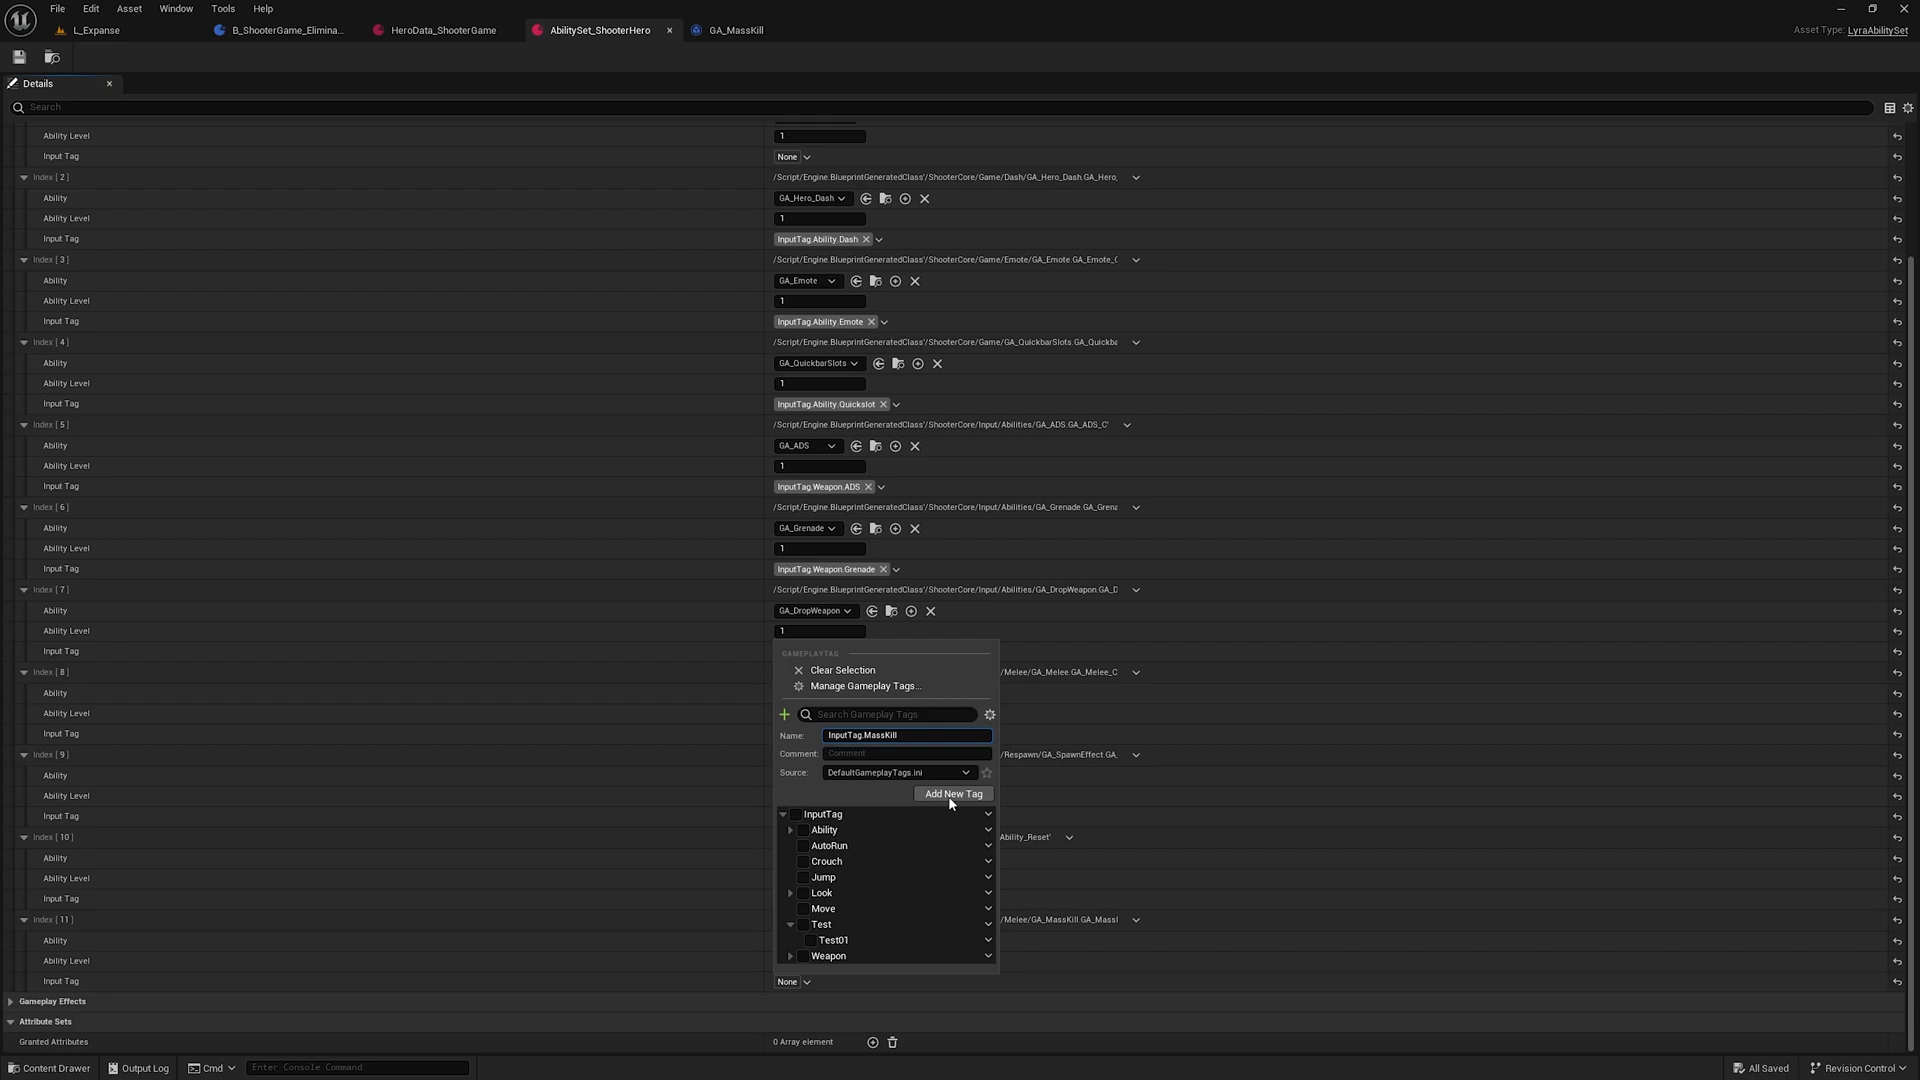 File Edit Asset Window Tools Help
L_Expanse B_ShooterGame_Elimina... HeroData_ShooterGame AbilitySet_ShooterHero GA_MassKill Asset Type: LyraAbilitySet
Details
Search
Ability Level 1
Input Tag None
Index [ 2 ] /Script/Engine.BlueprintGeneratedClass'/ShooterCore/Game/Dash/GA_Hero_Dash.GA_Hero_
Ability GA_Hero_Dash
Ability Level 1
Input Tag InputTag.Ability.Dash
Index [ 3 ] /Script/Engine.BlueprintGeneratedClass'/ShooterCore/Game/Emote/GA_Emote.GA_Emote_C
Ability GA_Emote
Ability Level 1
Input Tag InputTag.Ability.Emote
Index [ 4 ] /Script/Engine.BlueprintGeneratedClass'/ShooterCore/Game/GA_QuickbarSlots.GA_Quickba
Ability GA_QuickbarSlots
Ability Level 1
Input Tag InputTag.Ability.Quickslot
Index [ 5 ] /Script/Engine.BlueprintGeneratedClass'/ShooterCore/Input/Abilities/GA_ADS.GA_ADS_C'
Ability GA_ADS
Ability Level 1
Input Tag InputTag.Weapon.ADS
Index [ 6 ] /Script/Engine.BlueprintGeneratedClass'/ShooterCore/Input/Abilities/GA_Grenade.GA_Grena
Ability GA_Grenade
Ability Level 1
Input Tag InputTag.Weapon.Grenade
Index [ 7 ] /Script/Engine.BlueprintGeneratedClass'/ShooterCore/Input/Abilities/GA_DropWeapon.GA_D
Ability GA_DropWeapon
Ability Level 1
Input Tag
Index [ 8 ] /Melee/GA_Melee.GA_Melee_C
Ability
Ability Level
Input Tag
Index [ 9 ] /Respawn/GA_SpawnEffect.GA_
Ability
Ability Level
Input Tag
Index [ 10 ] Ability_Reset'
Ability
Ability Level
Input Tag
Index [ 11 ] /Melee/GA_MassKill.GA_MassI
Ability
Ability Level
Input Tag None
GAMEPLAYTAG
Clear Selection
Manage Gameplay Tags...
Search Gameplay Tags
Name: InputTag.MassKill
Comment: Comment
Source: DefaultGameplayTags.ini
Add New Tag
InputTag
Ability
AutoRun
Crouch
Jump
Look
Move
Test
Test01
Weapon
Gameplay Effects
Attribute Sets
Granted Attributes 0 Array element
Content Drawer Output Log Cmd Enter Console Command All Saved Revision Control